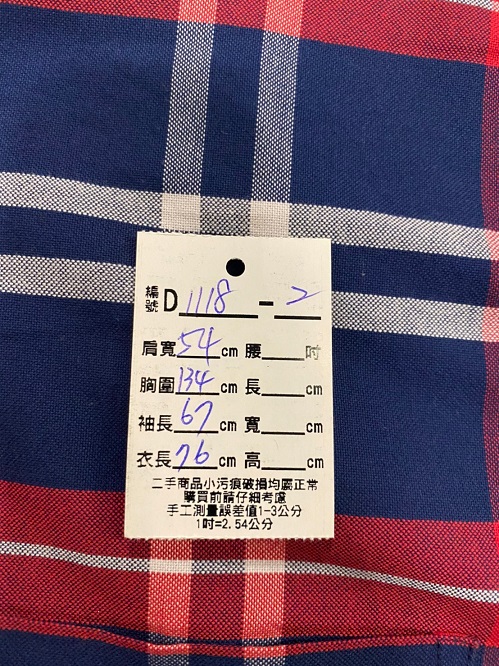 編號 D 1118 - 2
肩寬 54 cm 腰 吋
胸圍 134 cm 長 cm
袖長 67 cm 寬 cm
衣長 76 cm 高 cm
二手商品小污痕破損均屬正常
購買前請仔細考慮
手工測量誤差值1-3公分
1吋=2.54公分